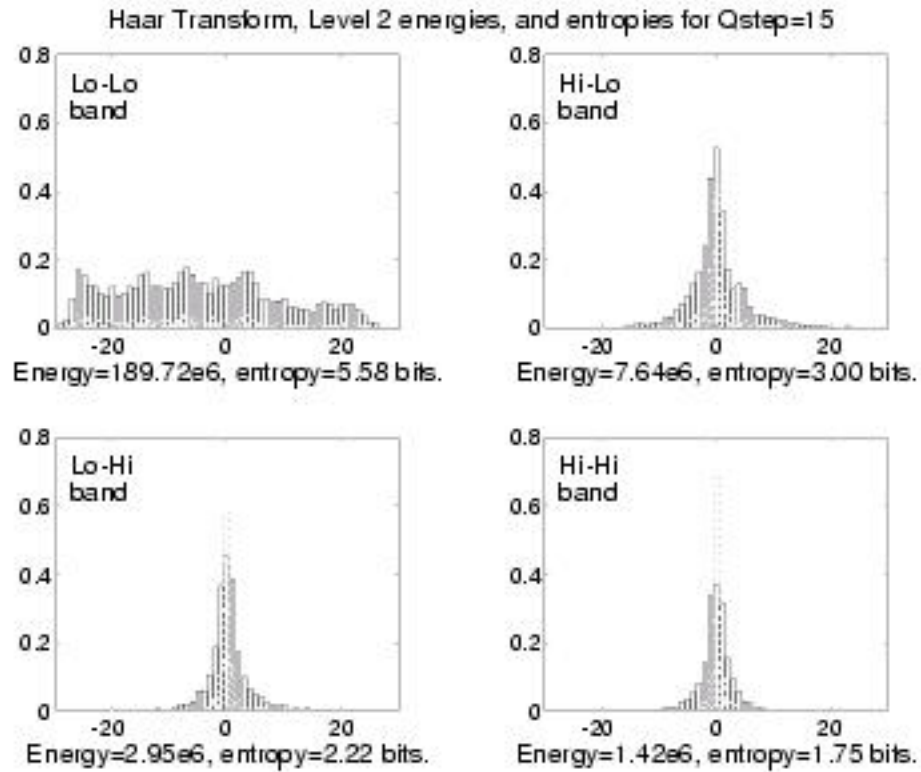 Haar Transform, Level 2 energies, and entropies for Qstep=15
0.8
0.6
0.4
0.2
0
Lo-Lo
band
-20 0 20
Energy=189.72e6, entropy=5.58 bits.
0.8
0.6
0.4
0.2
0
Hi-Lo
band
-20 0 20
Energy=7.64e6, entropy=3.00 bits.
0.8
0.6
0.4
0.2
0
Lo-Hi
band
-20 0 20
Energy=2.95e6, entropy=2.22 bits.
0.8
0.6
0.4
0.2
0
Hi-Hi
band
-20 0 20
Energy=1.42e6, entropy=1.75 bits.